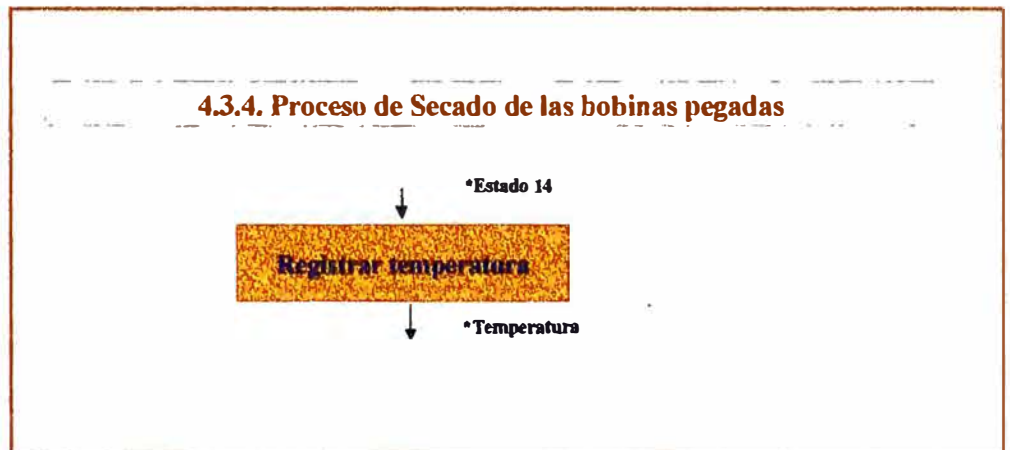 4.3.4. Proceso de Secado de las bobinas pegadas
*Estado 14
Registrar temperatura
*Temperatura